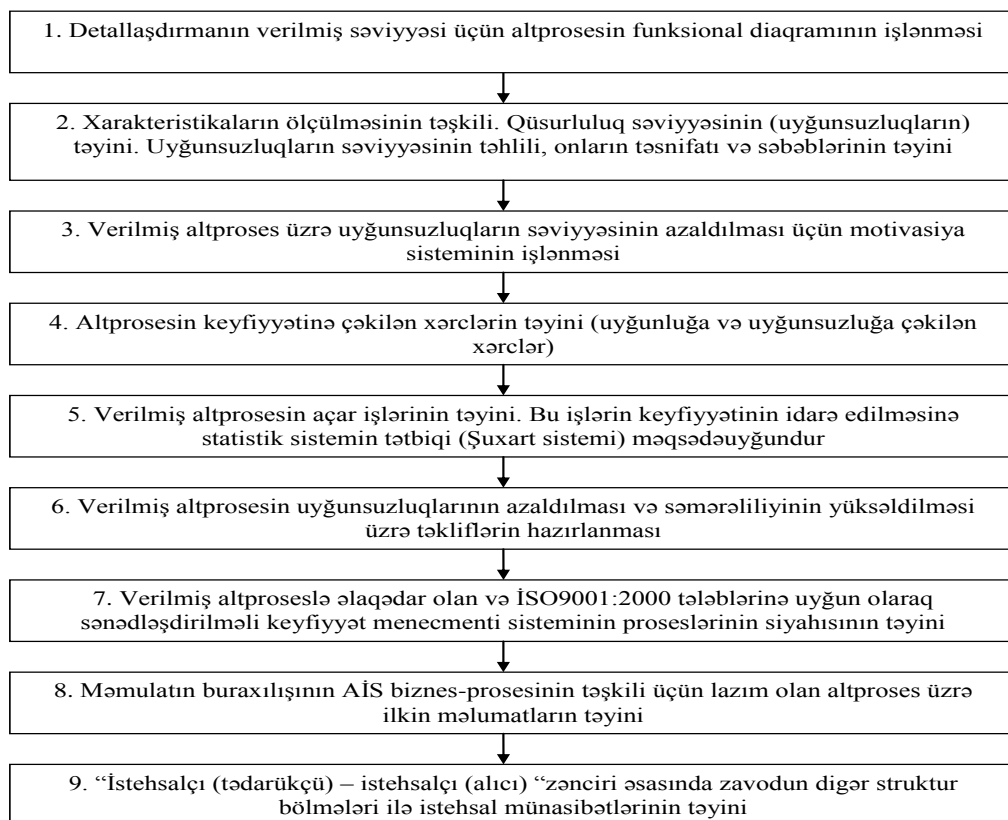 1. Detallaşdırmanın verilmiş səviyyəsi üçün altprosesin funksional diaqramının işlənməsi
2. Xarakteristikaların ölçülməsinin təşkili. Qüsurluluq səviyyəsinin (uyğunsuzluqların)
təyini. Uyğunsuzluqların səviyyəsinin təhlili, onların təsnifatı və səbəblərinin təyini
3. Verilmiş altproses üzrə uyğunsuzluqların səviyyəsinin azaldılması üçün motivasiya
sisteminin işlənməsi
4. Altprosesin keyfiyyətinə çəkilən xərclərin təyini (uyğunluğa və uyğunsuzluğa çəkilən
xərclər)
5. Verilmiş altprosesin açar işlərinin təyini. Bu işlərin keyfiyyətinin idarə edilməsinə
statistik sistemin tətbiqi (Şuxart sistemi) məqsədəuyğundur
6. Verilmiş altprosesin uyğunsuzluqlarının azaldılması və səmərəliliyinin yüksəldilməsi
üzrə təkliflərin hazırlanması
7. Verilmiş altproseslə əlaqədar olan və İSO9001:2000 tələblərinə uyğun olaraq
sənədləşdirilməli keyfiyyət menecmenti sisteminin proseslərinin siyahısının təyini
8. Məmulatın buraxılışının AİS biznes-prosesinin təşkili üçün lazım olan altproses üzrə
ilkin məlumatların təyini
9. “İstehsalçı (tədarükçü) – istehsalçı (alıcı) “zənciri əsasında zavodun digər struktur
bölmələri ilə istehsal münasibətlərinin təyini